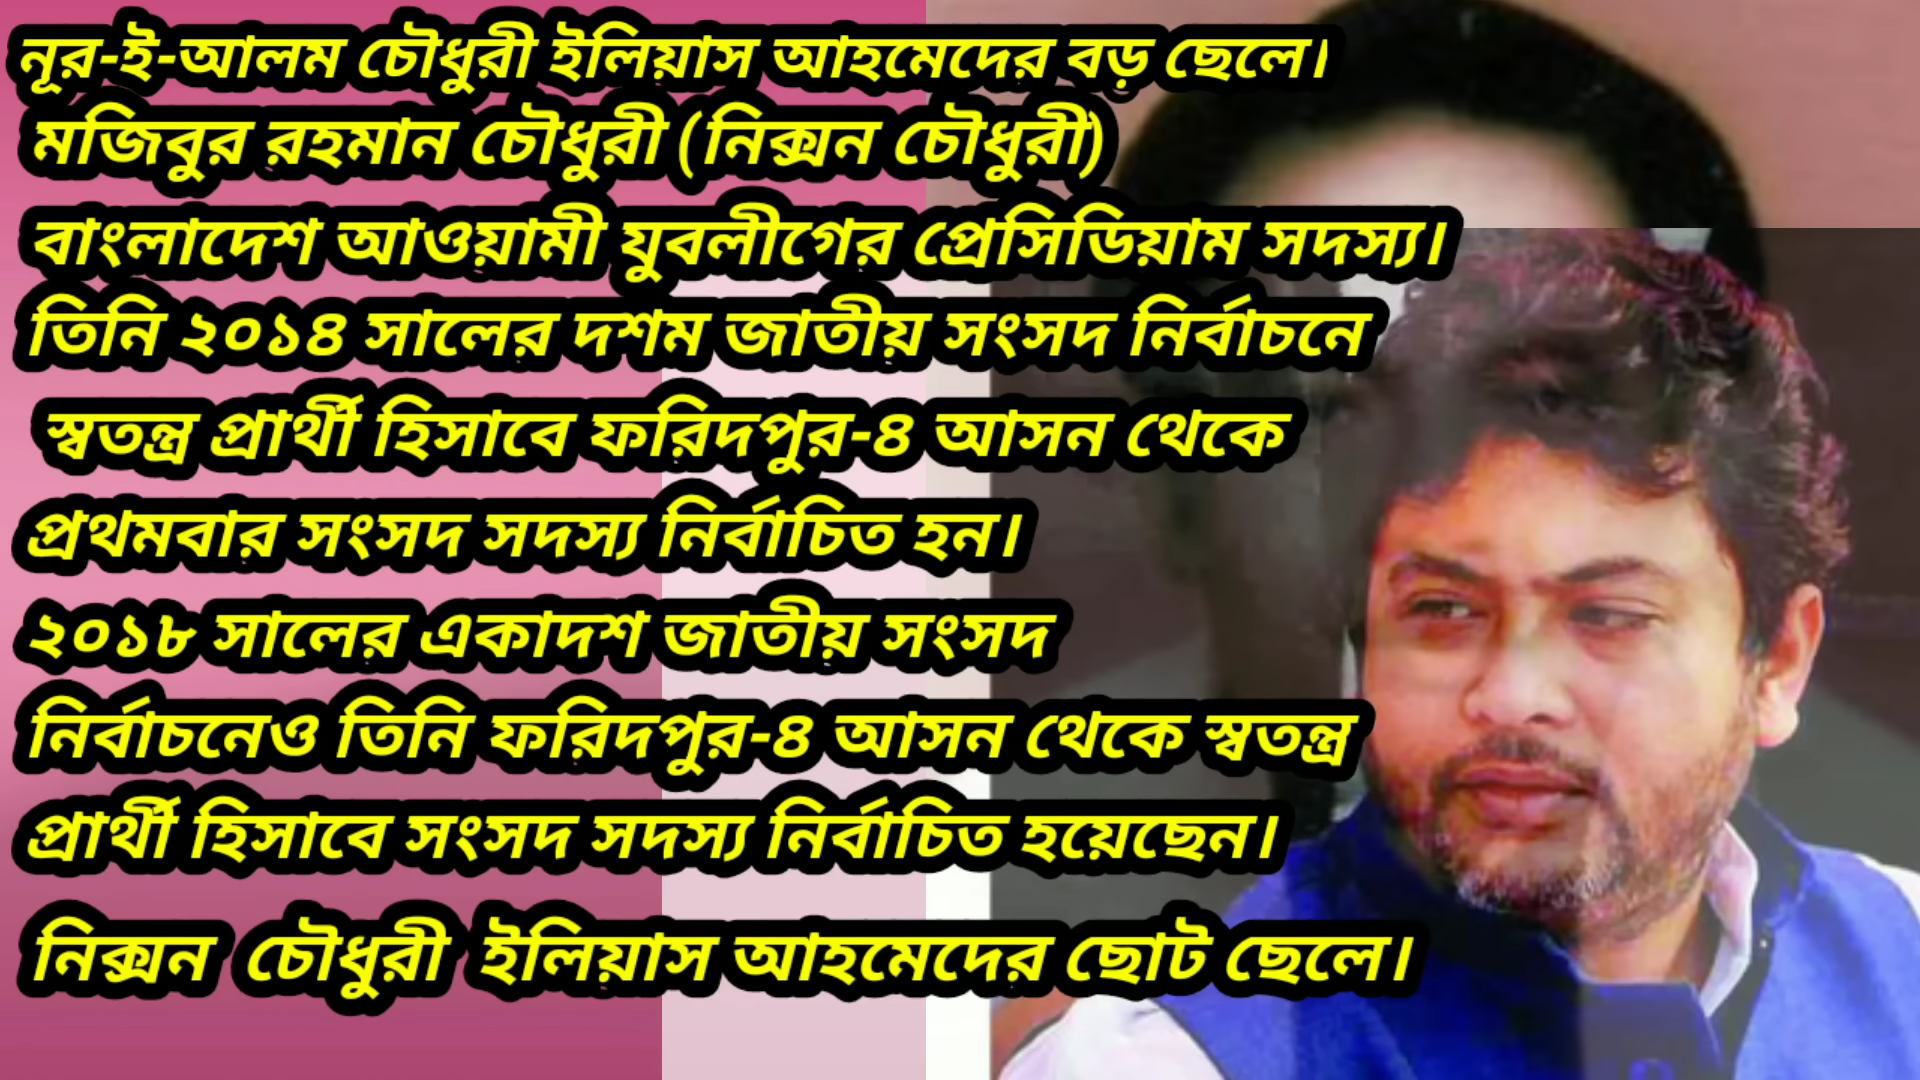 নূর-ই-আলম চৌধুরী ইলিয়াস আহমেদের বড় ছেলে।
মজিবুর রহমান চৌধুরী (নিক্সন চৌধুরী)
বাংলাদেশ আওয়ামী যুবলীগের প্রেসিডিয়াম সদস্য।
তিনি ২০১৪ সালের দশম জাতীয় সংসদ নির্বাচনে
স্বতন্ত্র প্রার্থী হিসাবে ফরিদপুর-৪ আসন থেকে
প্রথমবার সংসদ সদস্য নির্বাচিত হন।
২০১৮ সালের একাদশ জাতীয় সংসদ
নির্বাচনেও তিনি ফরিদপুর-৪ আসন থেকে স্বতন্ত্র
প্রার্থী হিসাবে সংসদ সদস্য নির্বাচিত হয়েছেন।
নিক্সন চৌধুরী ইলিয়াস আহমেদের ছোট ছেলে।